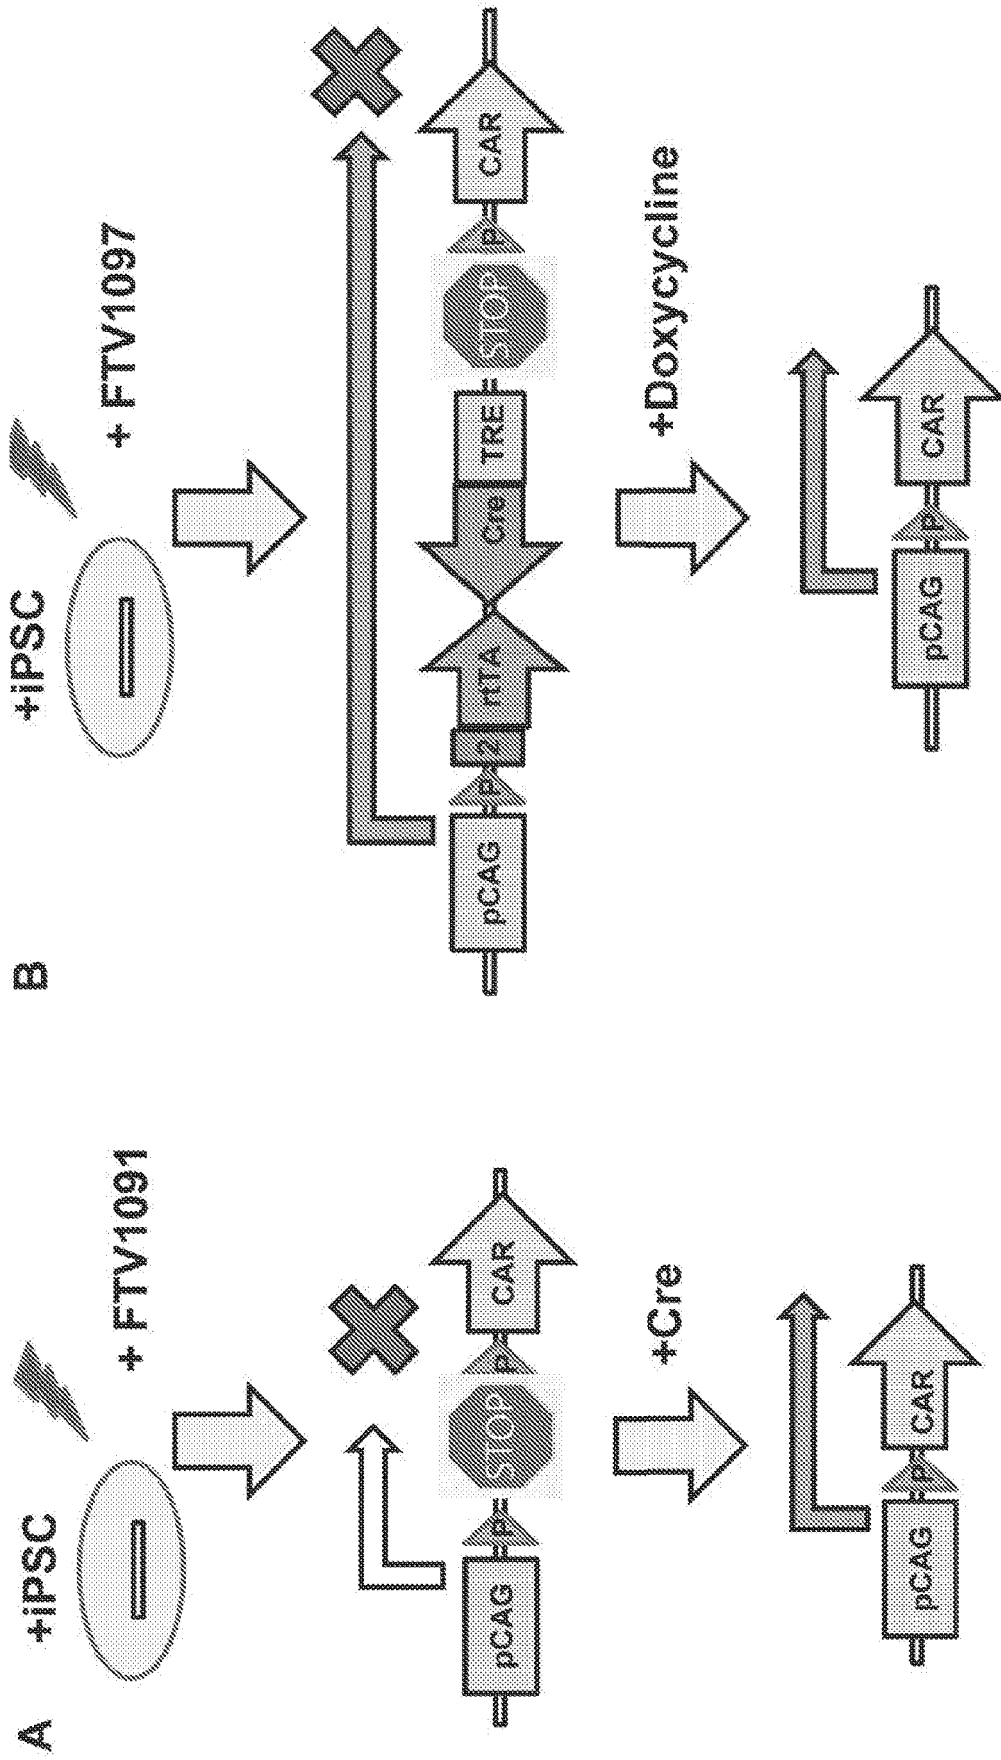 A
+iPSC
+ FTV1091
pCAG P STOP P CAR
+Cre
pCAG P CAR
B
+iPSC
+ FTV1097
pCAG P 2 rtTA Cre TRE STOP P CAR
+Doxycycline
pCAG P CAR